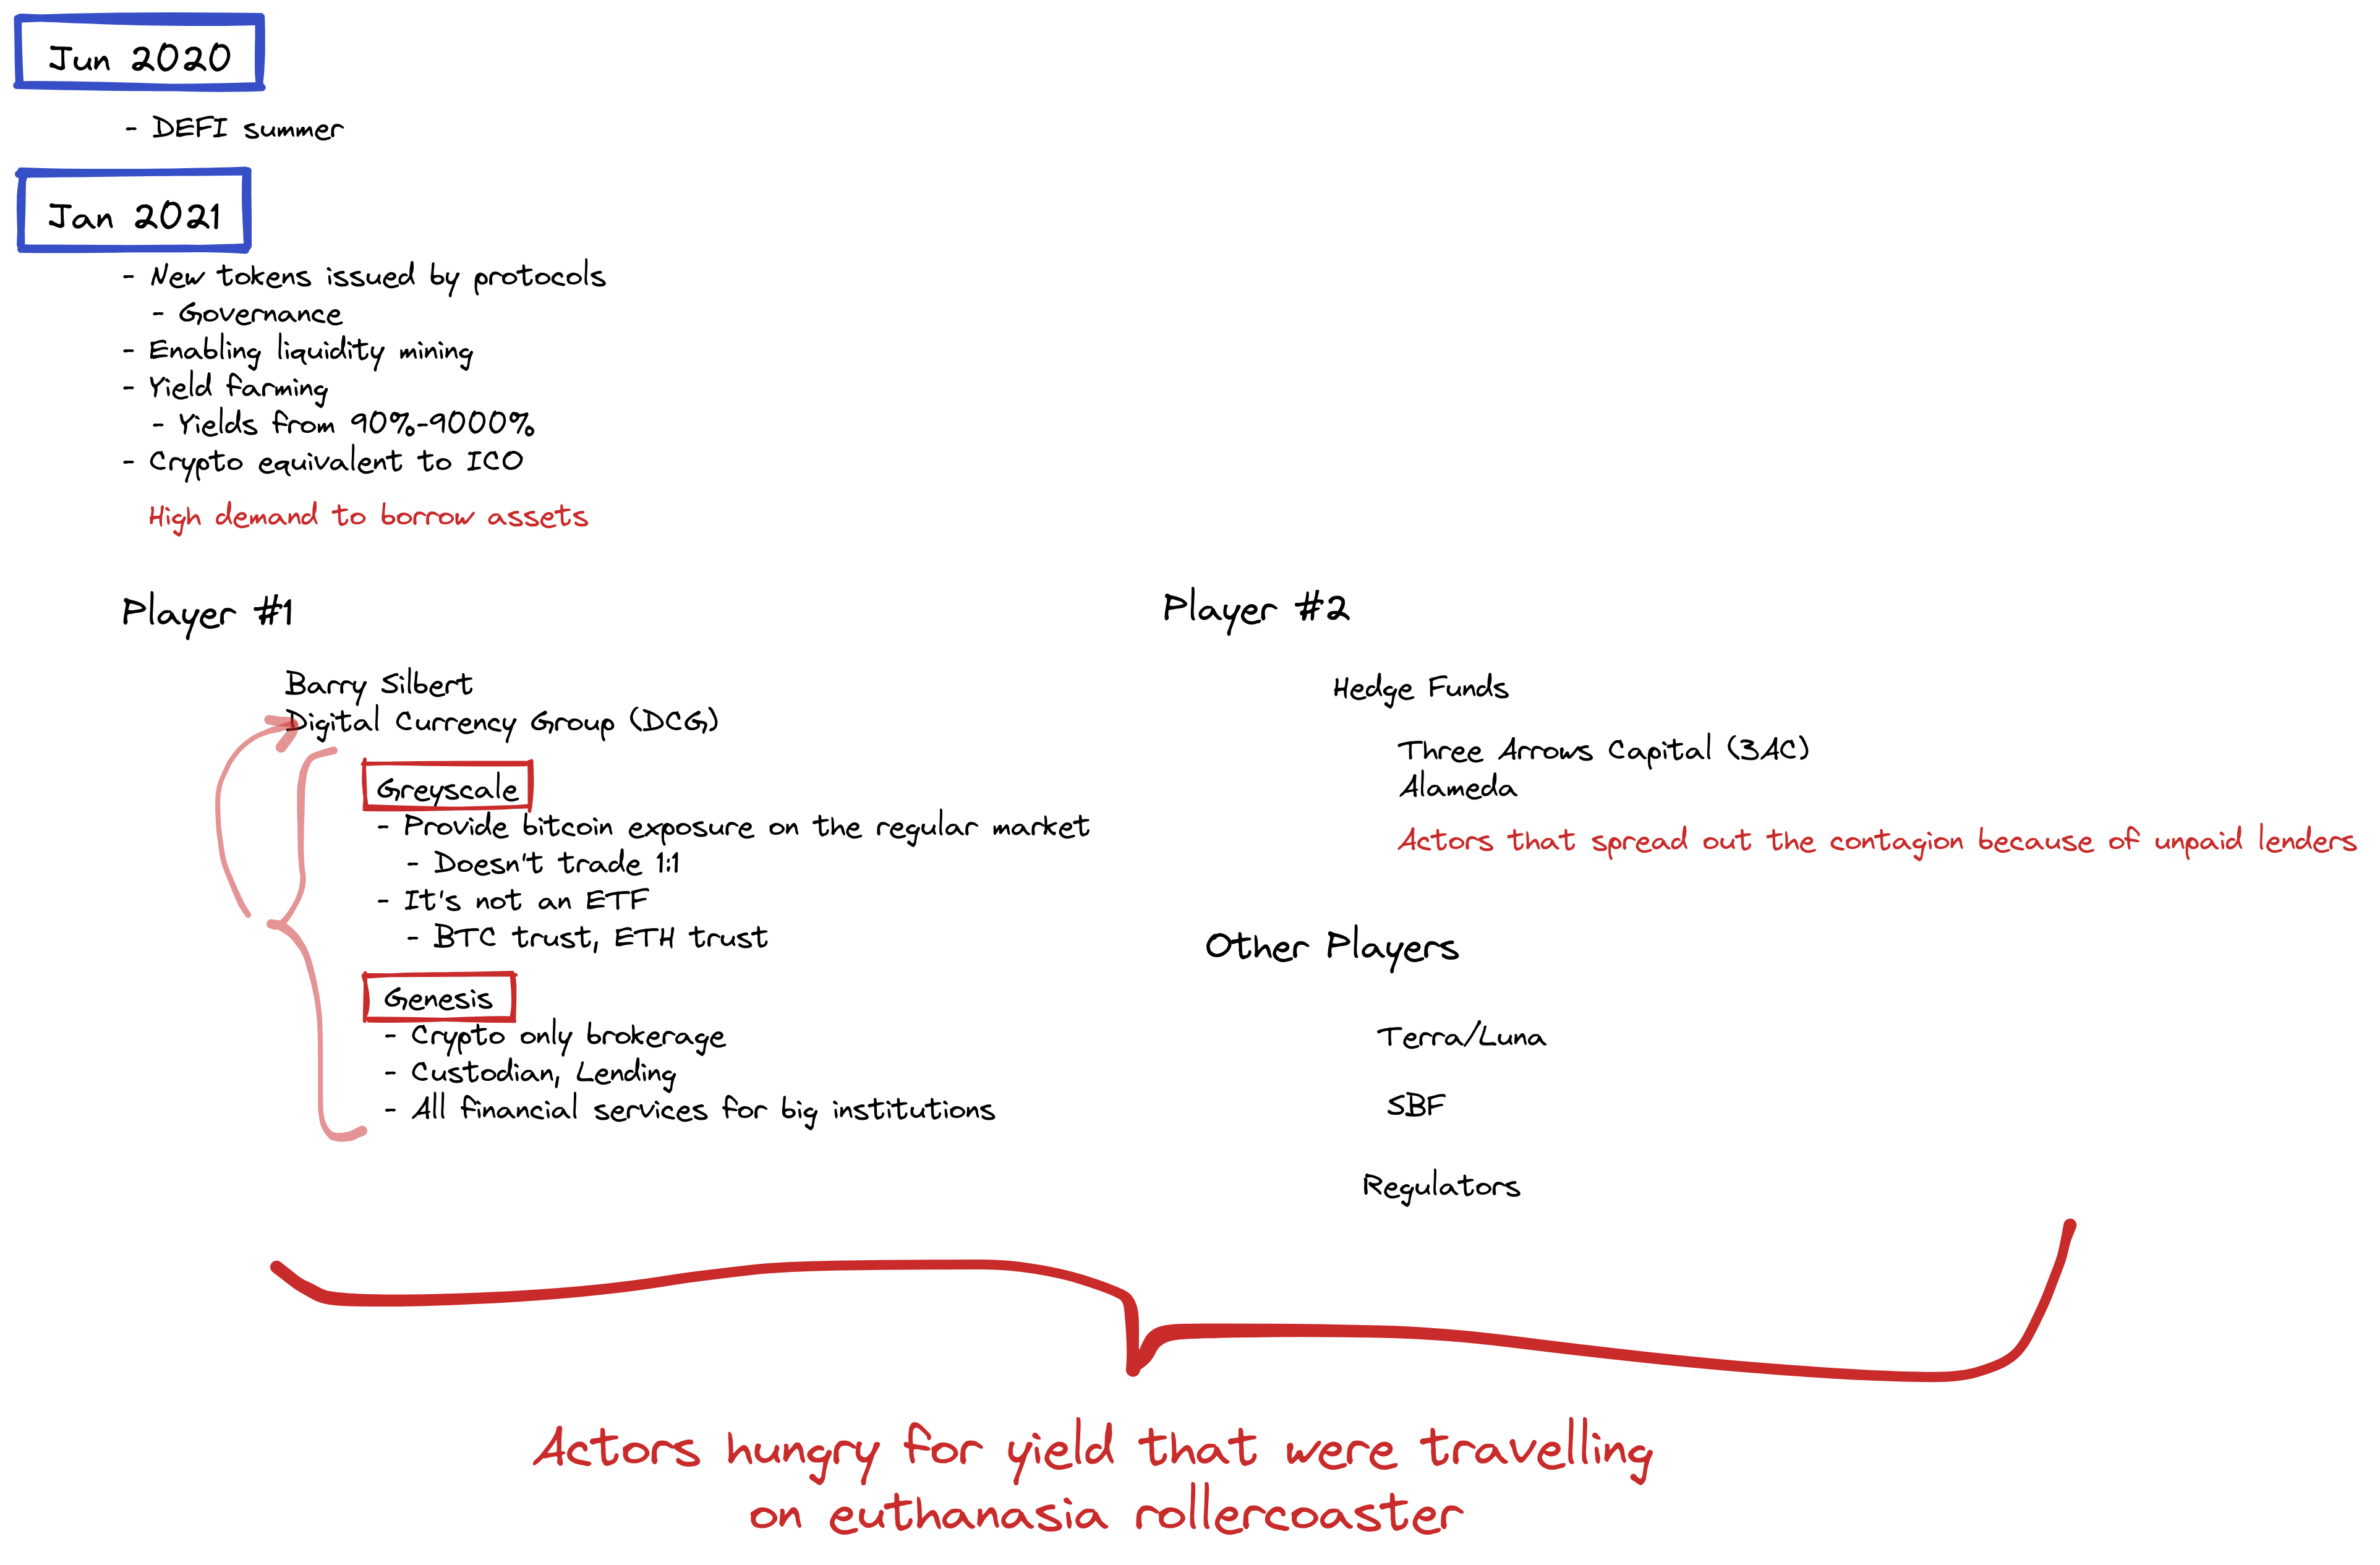 Jun 2020
- DEFI summer
Jan 2021
- New tokens issued by protocols
- Governance
- Enabling liquidity mining
- Yield farming
- Yields from 90%-9000%
- Crypto equivalent to ICO
High demand to borrow assets
Player #1
Barry Silbert
Digital Currency Group (DCG)
Greyscale
- Provide bitcoin exposure on the regular market
- Doesn't trade 1:1
- It's not an ETF
- BTC trust, ETH trust
Genesis
- Crypto only brokerage
- Custodian, Lending
- All financial services for big institutions
Player #2
Hedge Funds
Three Arrows Capital (3AC)
Alameda
Actors that spread out the contagion because of unpaid lenders
Other Players
Terra/Luna
SBF
Regulators
Actors hungry for yield that were travelling
on euthanasia rollercoaster